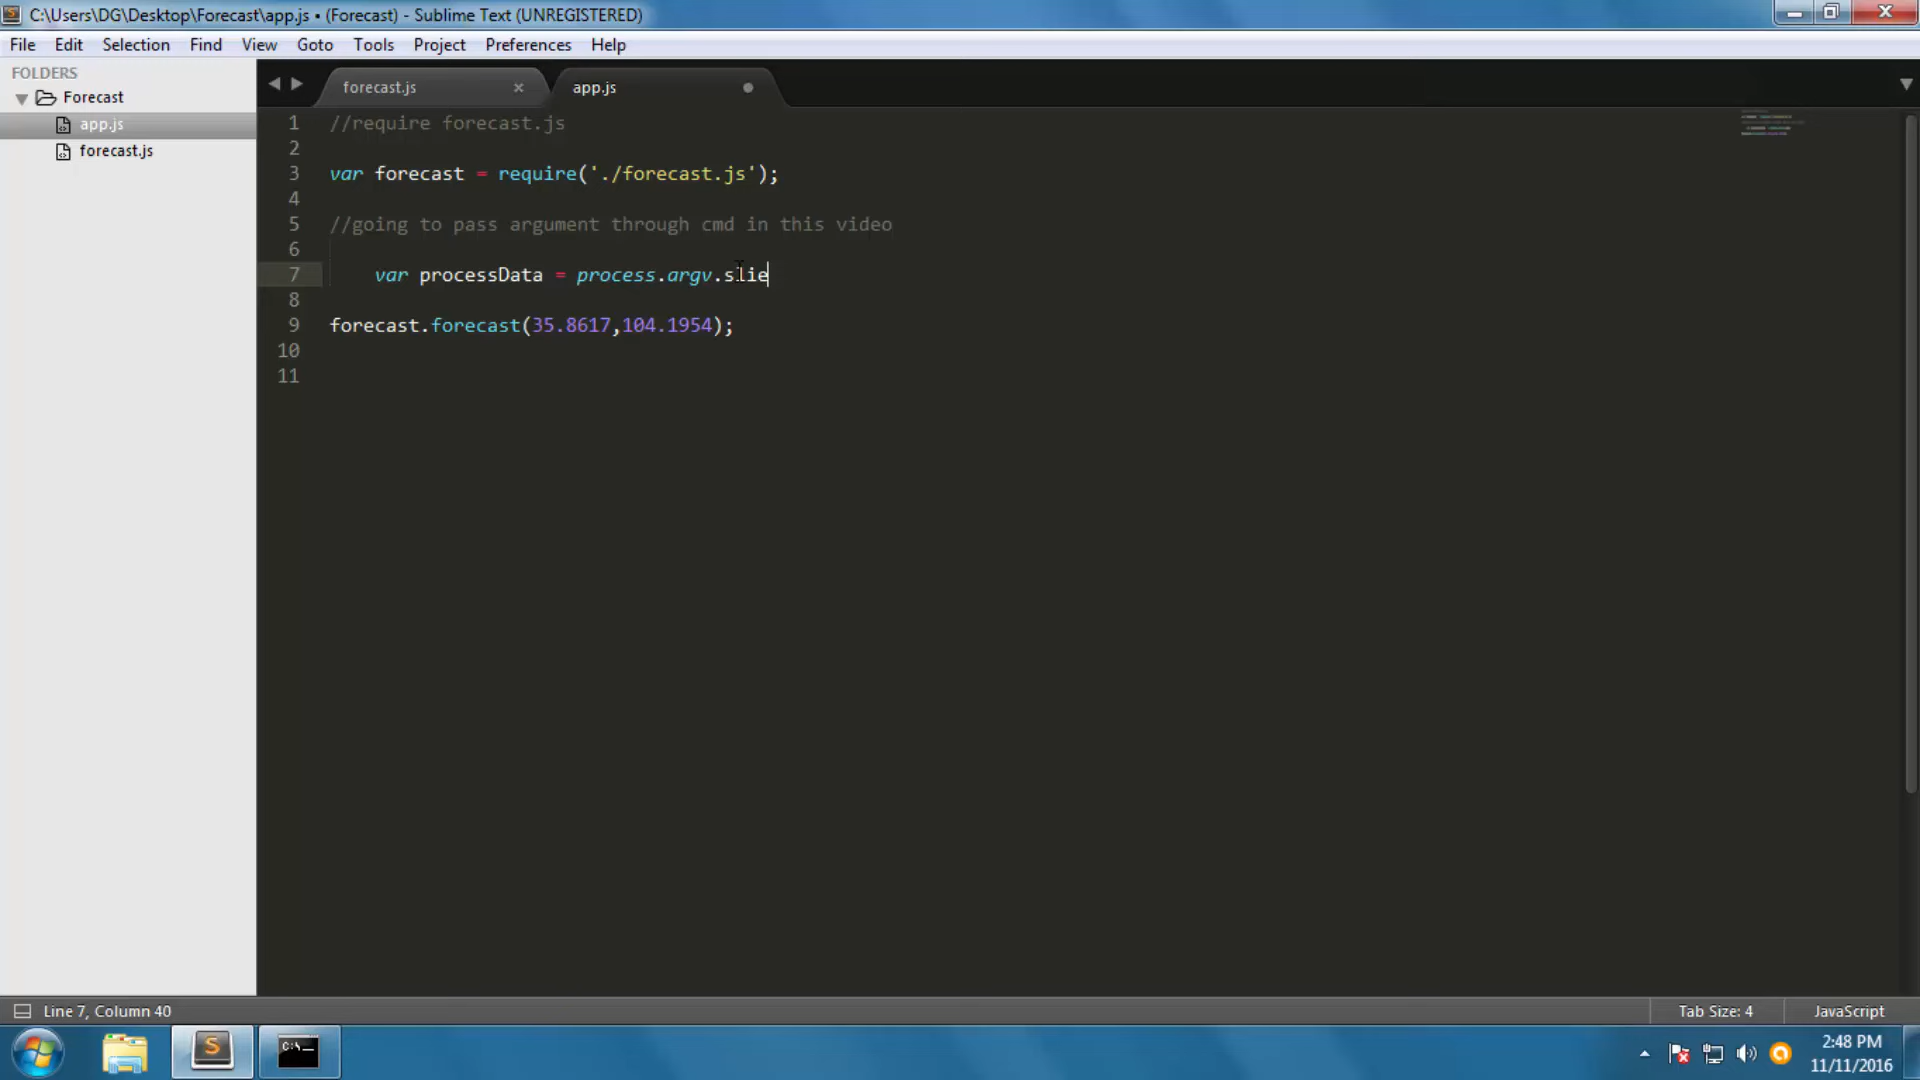 C:\Users\DG\Desktop\Forecast\app.js • (Forecast) - Sublime Text (UNREGISTERED)
File Edit Selection Find View Goto Tools Project Preferences Help
FOLDERS
Forecast
app.js
forecast.js
forecast.js × app.js
1 //require forecast.js
2
3 var forecast = require('./forecast.js');
4
5 //going to pass argument through cmd in this video
6
7 var processData = process.argv.slie
8
9 forecast.forecast(35.8617,104.1954);
10
11
Line 7, Column 40 Tab Size: 4 JavaScript
C:\_
2:48 PM
11/11/2016